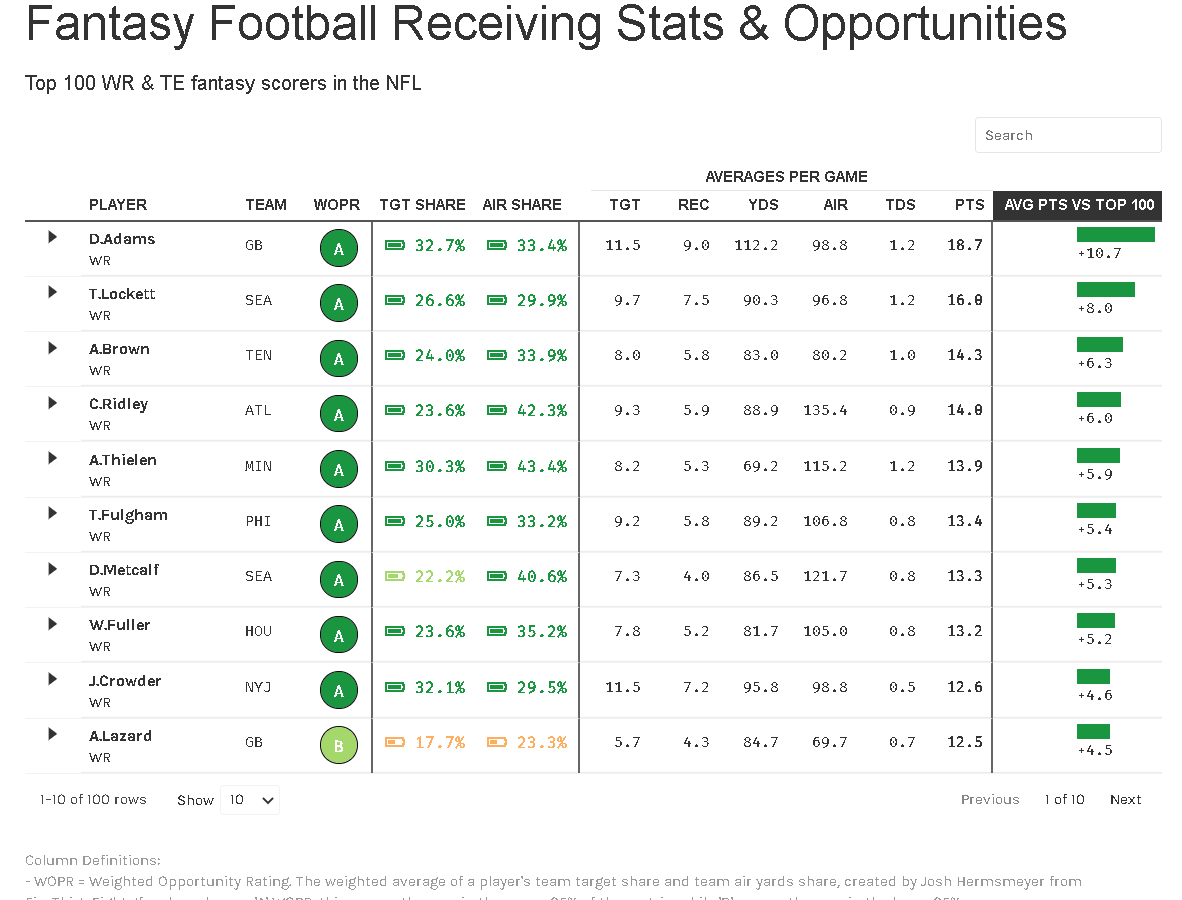 Fantasy Football Receiving Stats & Opportunities
Top 100 WR & TE fantasy scorers in the NFL
Search
AVERAGES PER GAME
PLAYER TEAM WOPR TGT SHARE AIR SHARE TGT REC YDS AIR TDS PTS AVG PTS VS TOP 100
D.Adams GB A 32.7% 33.4% 11.5 9.0 112.2 98.8 1.2 18.7
WR +10.7
T.Lockett SEA A 26.6% 29.9% 9.7 7.5 90.3 96.8 1.2 16.0
WR +8.0
A.Brown TEN A 24.0% 33.9% 8.0 5.8 83.0 80.2 1.0 14.3
WR +6.3
C.Ridley ATL A 23.6% 42.3% 9.3 5.9 88.9 135.4 0.9 14.0
WR +6.0
A.Thielen MIN A 30.3% 43.4% 8.2 5.3 69.2 115.2 1.2 13.9
WR +5.9
T.Fulgham PHI A 25.0% 33.2% 9.2 5.8 89.2 106.8 0.8 13.4
WR +5.4
D.Metcalf SEA A 22.2% 40.6% 7.3 4.0 86.5 121.7 0.8 13.3
WR +5.3
W.Fuller HOU A 23.6% 35.2% 7.8 5.2 81.7 105.0 0.8 13.2
WR +5.2
J.Crowder NYJ A 32.1% 29.5% 11.5 7.2 95.8 98.8 0.5 12.6
WR +4.6
A.Lazard GB B 17.7% 23.3% 5.7 4.3 84.7 69.7 0.7 12.5
WR +4.5
1-10 of 100 rows Show 10 Previous 1 of 10 Next
Column Definitions:
- WOPR = Weighted Opportunity Rating. The weighted average of a player's team target share and team air yards share, created by Josh Hermsmeyer from